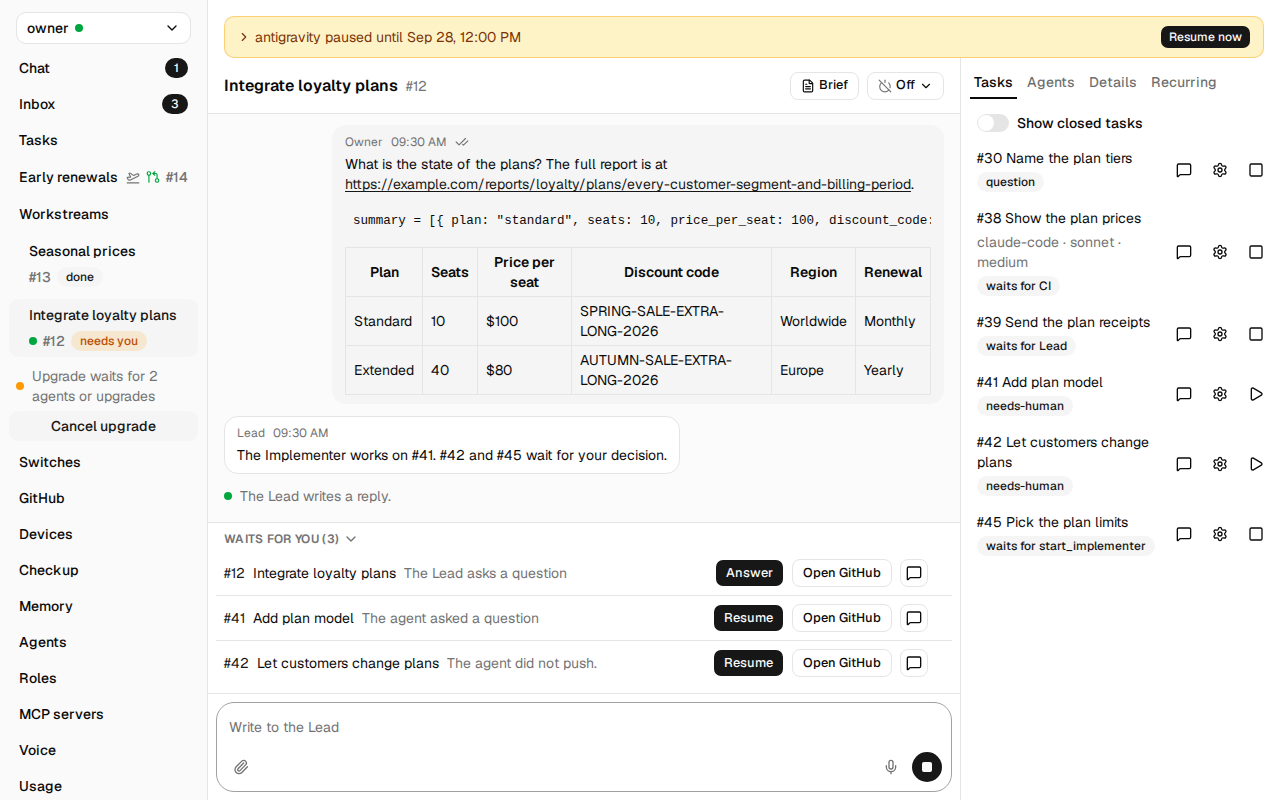 owner
Chat 1
Inbox 3
Tasks
Early renewals #14
Workstreams
Seasonal prices
#13 done
Integrate loyalty plans
#12 needs you
Upgrade waits for 2
agents or upgrades
Cancel upgrade
Switches
GitHub
Devices
Checkup
Memory
Agents
Roles
MCP servers
Voice
Usage
antigravity paused until Sep 28, 12:00 PM Resume now
Integrate loyalty plans #12 Brief Off
Owner 09:30 AM
What is the state of the plans? The full report is at
https://example.com/reports/loyalty/plans/every-customer-segment-and-billing-period.
summary = [{ plan: "standard", seats: 10, price_per_seat: 100, discount_code:
Plan Seats Price per seat Discount code Region Renewal
Standard 10 $100 SPRING-SALE-EXTRA-LONG-2026 Worldwide Monthly
Extended 40 $80 AUTUMN-SALE-EXTRA-LONG-2026 Europe Yearly
Lead 09:30 AM
The Implementer works on #41. #42 and #45 wait for your decision.
The Lead writes a reply.
WAITS FOR YOU (3)
#12 Integrate loyalty plans The Lead asks a question Answer Open GitHub
#41 Add plan model The agent asked a question Resume Open GitHub
#42 Let customers change plans The agent did not push. Resume Open GitHub
Write to the Lead
Tasks Agents Details Recurring
Show closed tasks
#30 Name the plan tiers
question
#38 Show the plan prices
claude-code · sonnet ·
medium
waits for CI
#39 Send the plan receipts
waits for Lead
#41 Add plan model
needs-human
#42 Let customers change
plans
needs-human
#45 Pick the plan limits
waits for start_implementer